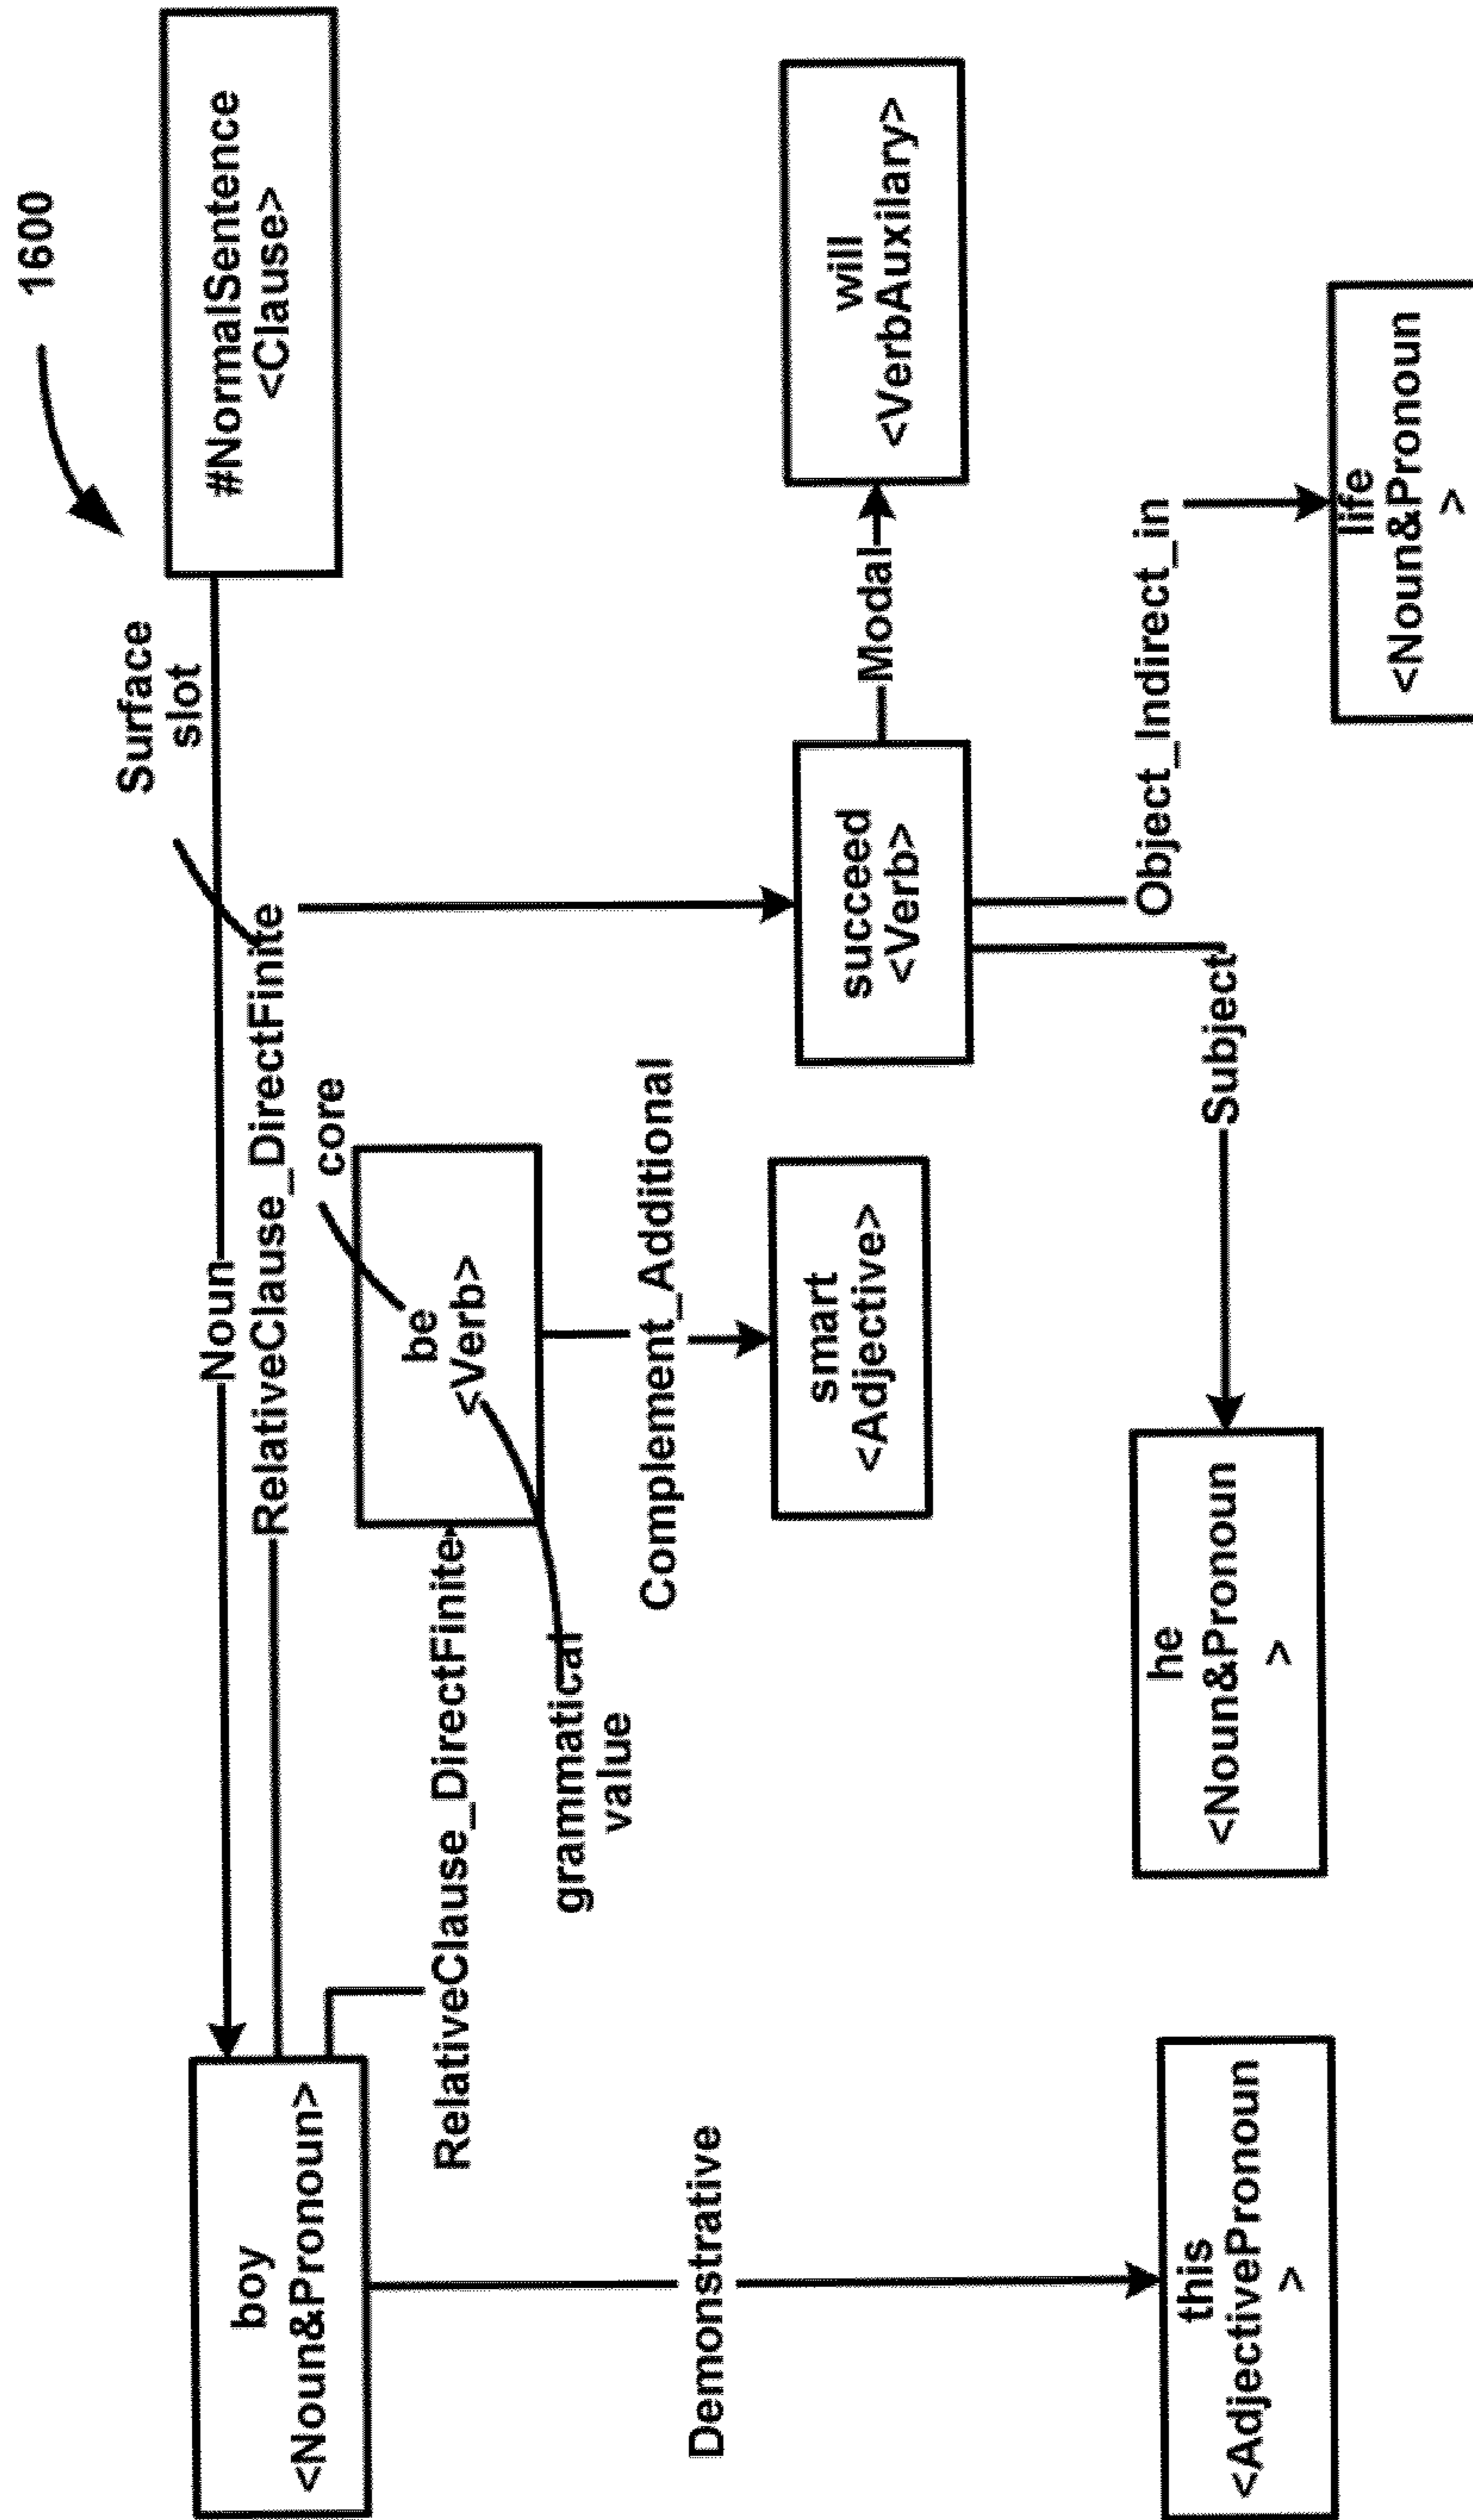 1600
#NormalSentence
<Clause>
Surface
slot
Noun
RelativeClause_DirectFinite
core
boy
<Noun&Pronoun>
be
<Verb>
RelativeClause_DirectFinite
grammatical
value
Complement_Additional
Demonstrative
smart
<Adjective>
succeed
<Verb>
Modal
will
<VerbAuxilary>
Object_Indirect_in
Subject
this
<AdjectivePronoun
>
he
<Noun&Pronoun
>
life
<Noun&Pronoun
>